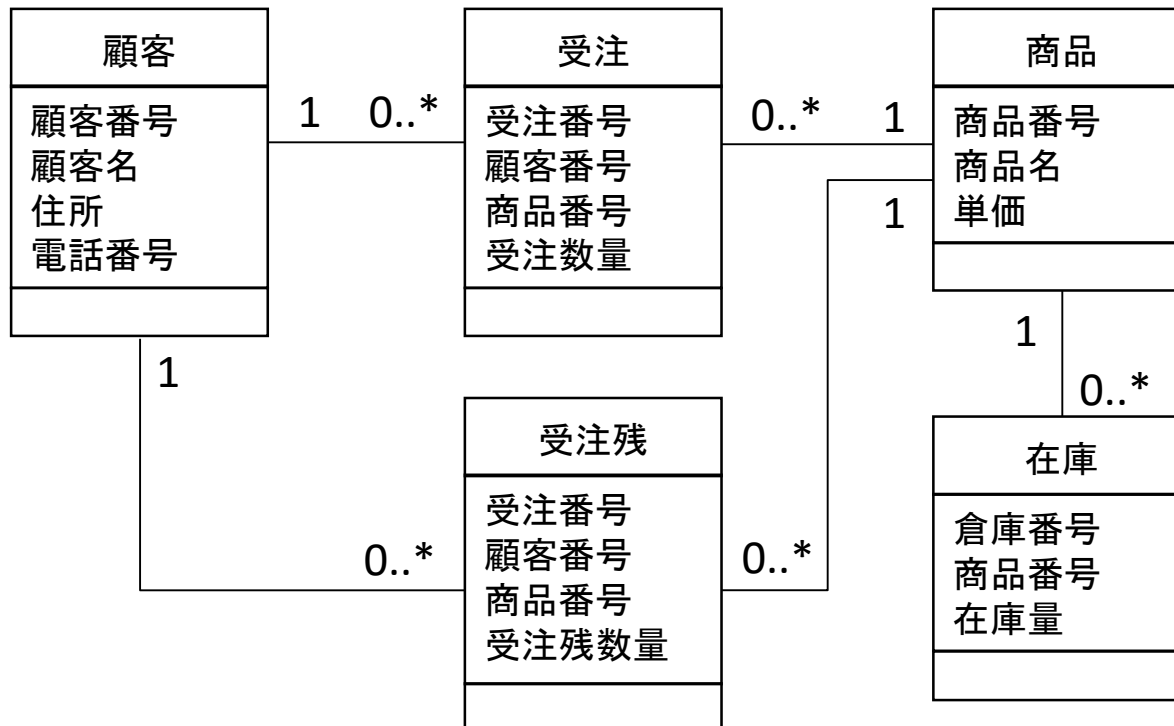 顧客
顧客番号
顧客名
住所
電話番号
1
0..*
受注
受注番号
顧客番号
商品番号
受注数量
0..*
1
商品
商品番号
商品名
単価
1
1
0..*
1
0..*
受注残
受注番号
顧客番号
商品番号
受注残数量
0..*
在庫
倉庫番号
商品番号
在庫量